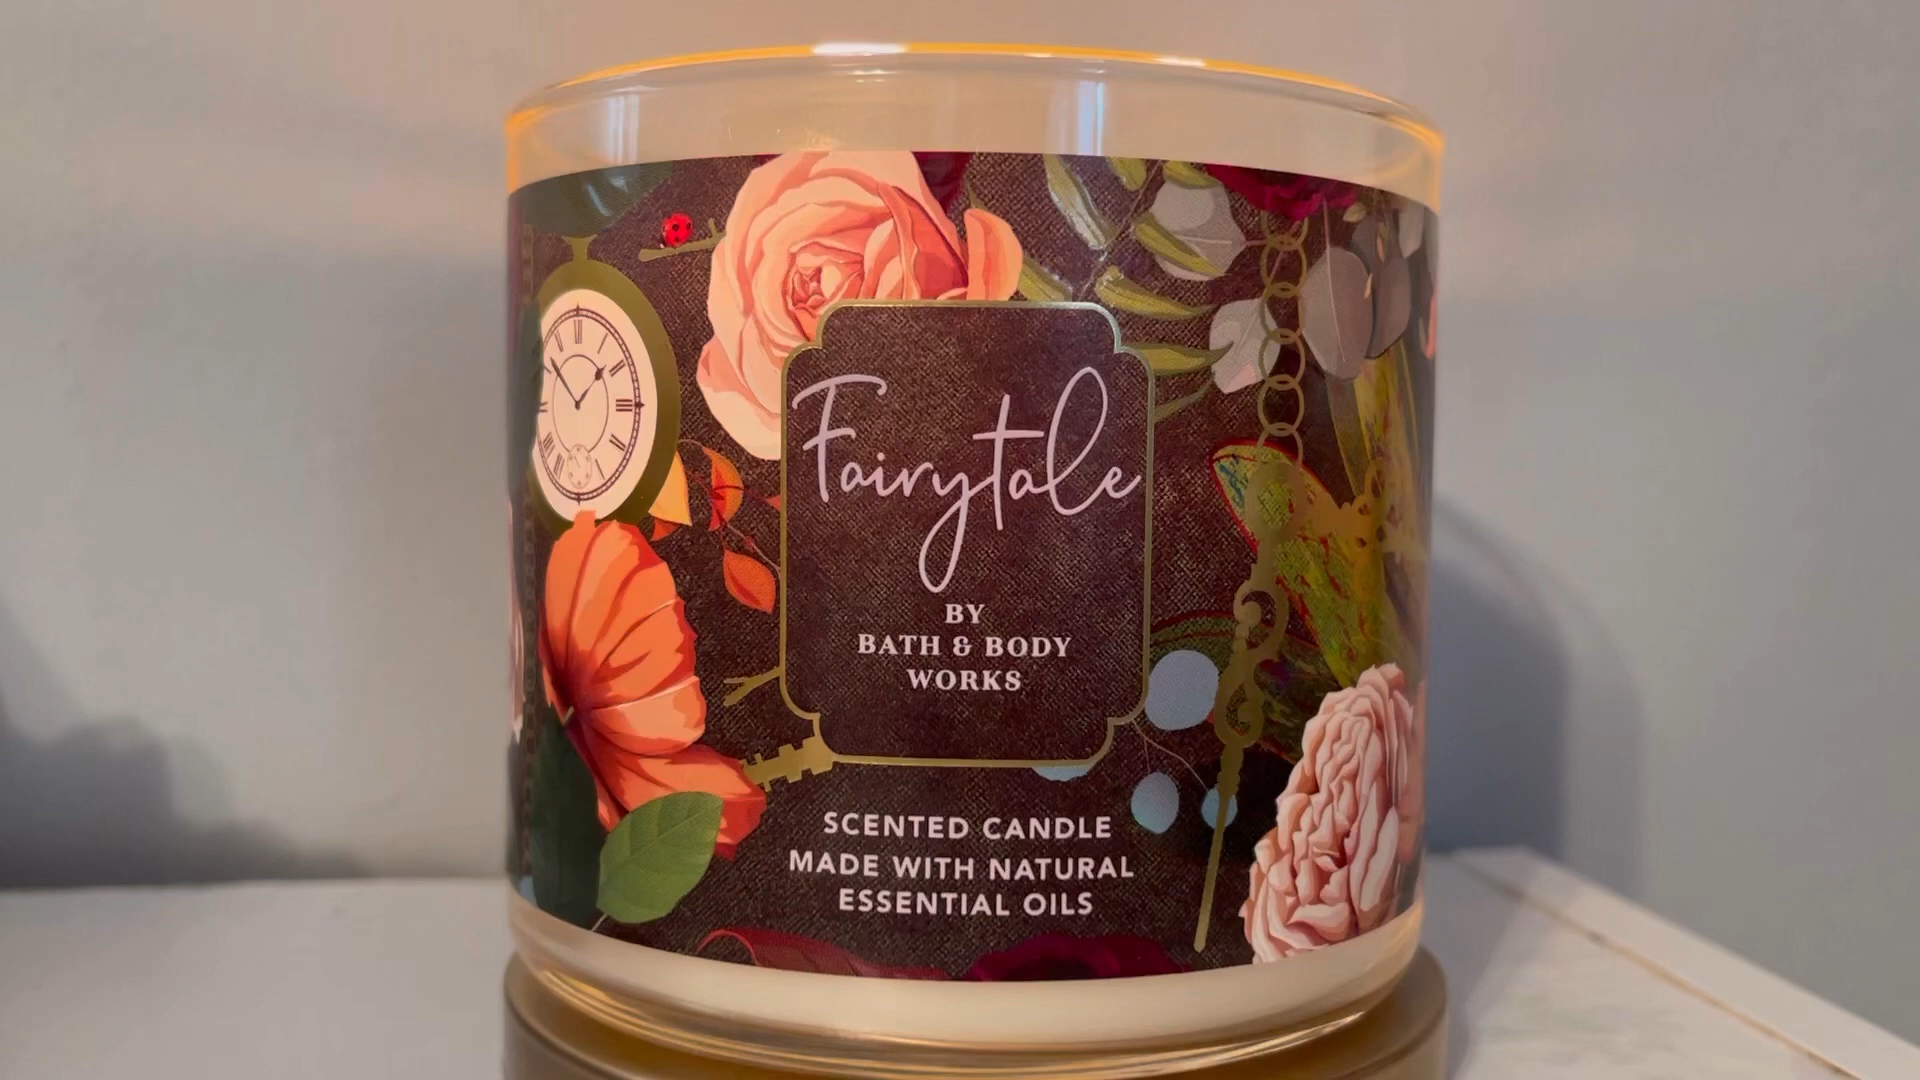 Fairytale
BY
BATH & BODY
WORKS
SCENTED CANDLE
MADE WITH NATURAL
ESSENTIAL OILS